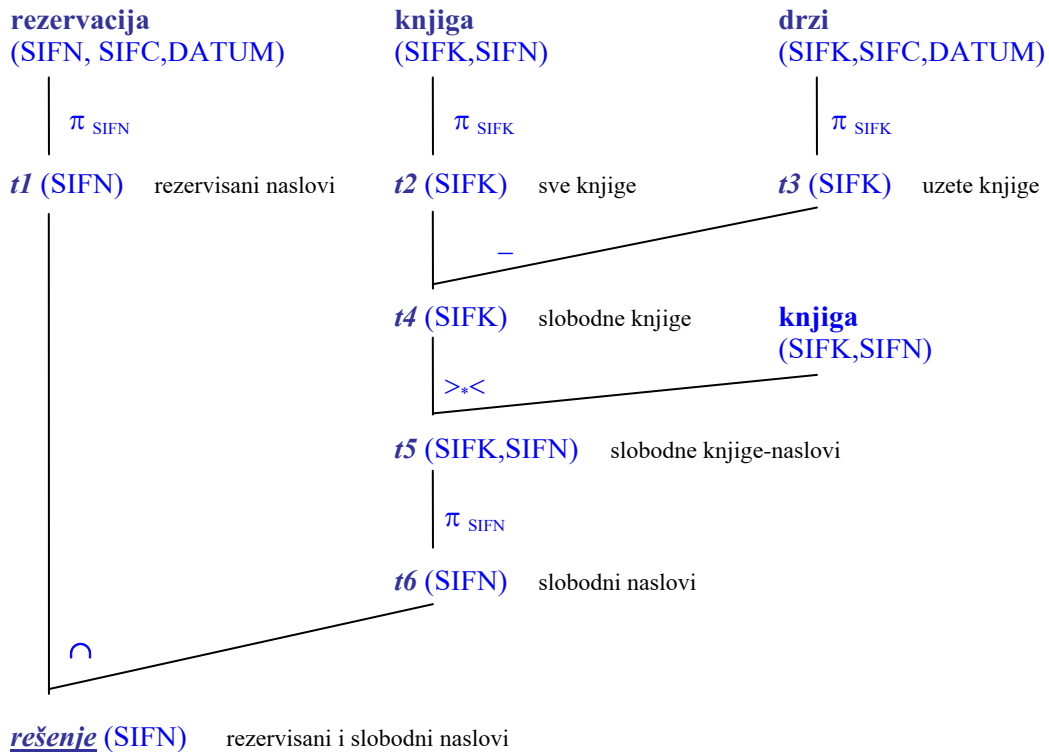 rezervacija knjiga drzi
(SIFN, SIFC,DATUM) (SIFK,SIFN) (SIFK,SIFC,DATUM)
π SIFN π SIFK π SIFK
t1 (SIFN) rezervisani naslovi t2 (SIFK) sve knjige t3 (SIFK) uzete knjige
–
t4 (SIFK) slobodne knjige knjiga
(SIFK,SIFN)
>*<
t5 (SIFK,SIFN) slobodne knjige-naslovi
π SIFN
t6 (SIFN) slobodni naslovi
∩
rešenje (SIFN) rezervisani i slobodni naslovi